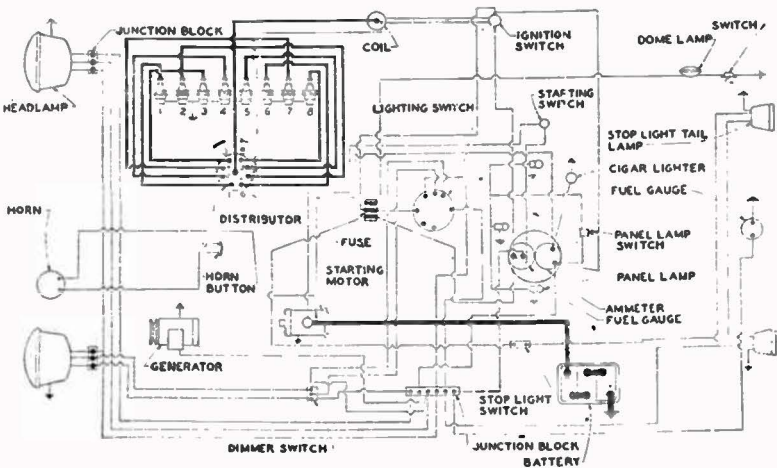 JUNCTION BLOCK
COIL
IGNITION
SWITCH
DOME LAMP
SWITCH
HEADLAMP
1 2 3 4 5 6 7 8
LIGHTING SWITCH
STAFTING
SWITCH
STOP LIGHT TAIL
LAMP
CIGAR LIGHTER
FUEL GAUGE
HORN
DISTRIBUTOR
FUSE
PANEL LAMP
SWITCH
HORN
BUTTON
STARTING
MOTOR
PANEL LAMP
AMMETER
FUEL GAUGE
GENERATOR
STOP LIGHT
SWITCH
DIMMER SWITCH
JUNCTION BLOCK
BATTERY